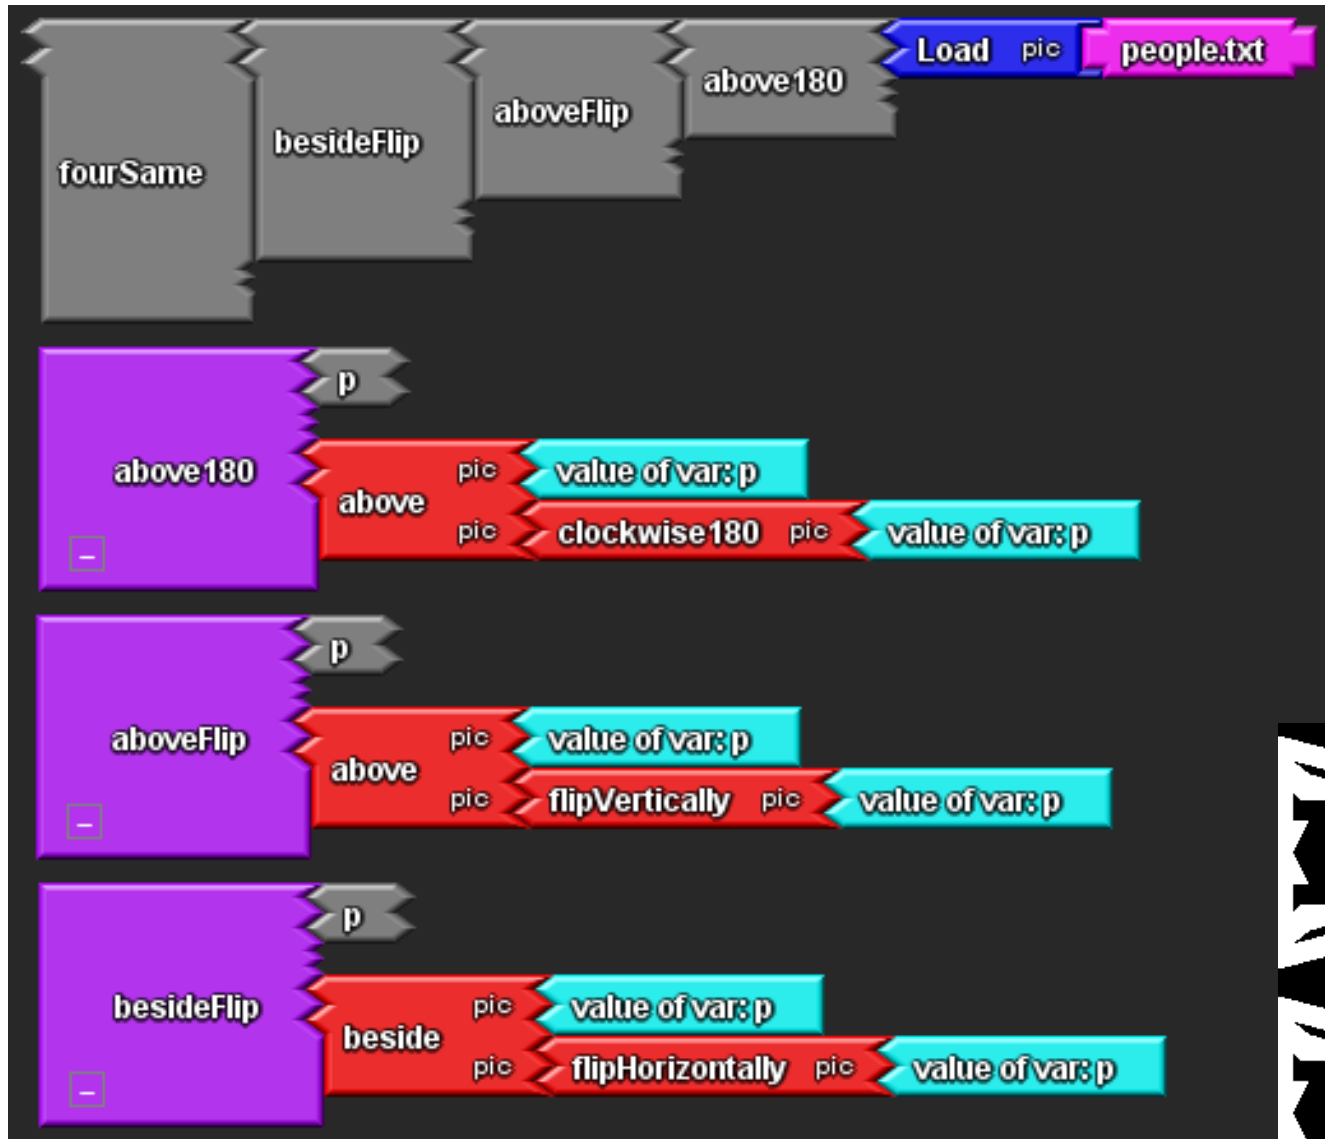 fourSame besideFlip aboveFlip above180 Load pic people.txt
p
above180
above pic value of var: p
pic clockwise180 pic value of var: p
–
p
aboveFlip
above pic value of var: p
pic flipVertically pic value of var: p
–
p
besideFlip
beside pic value of var: p
pic flipHorizontally pic value of var: p
–